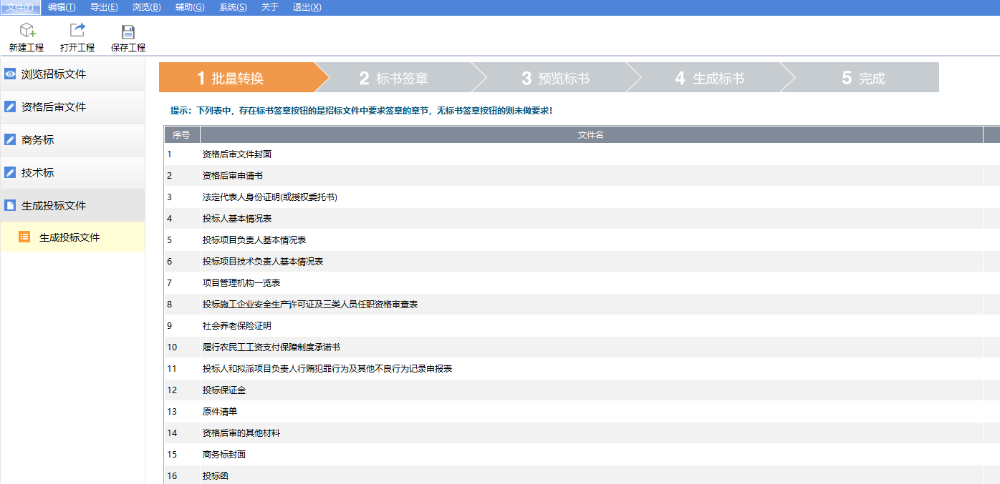 文件(F) 编辑(T) 导出(E) 浏览(B) 辅助(G) 系统(S) 关于 退出(X)
新建工程 打开工程 保存工程
浏览招标文件
资格后审文件
商务标
技术标
生成投标文件
生成投标文件
1 批量转换 2 标书签章 3 预览标书 4 生成标书 5 完成
提示：下列表中，存在标书签章按钮的是招标文件中要求签章的章节，无标书签章按钮的则未做要求！
序号 文件名
1 资格后审文件封面
2 资格后审申请书
3 法定代表人身份证明(或授权委托书)
4 投标人基本情况表
5 投标项目负责人基本情况表
6 投标项目技术负责人基本情况表
7 项目管理机构一览表
8 投标施工企业安全生产许可证及三类人员任职资格审查表
9 社会养老保险证明
10 履行农民工工资支付保障制度承诺书
11 投标人和拟派项目负责人行贿犯罪行为及其他不良行为记录申报表
12 投标保证金
13 原件清单
14 资格后审的其他材料
15 商务标封面
16 投标函